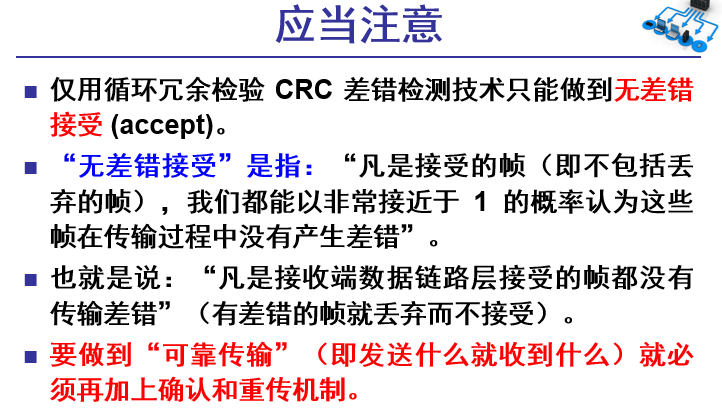 应当注意
仅用循环冗余检验 CRC 差错检测技术只能做到无差错
接受 (accept)。
“无差错接受”是指：“凡是接受的帧（即不包括丢
弃的帧），我们都能以非常接近于 1 的概率认为这些
帧在传输过程中没有产生差错”。
也就是说：“凡是接收端数据链路层接受的帧都没有
传输差错”（有差错的帧就丢弃而不接受）。
要做到“可靠传输”（即发送什么就收到什么）就必
须再加上确认和重传机制。